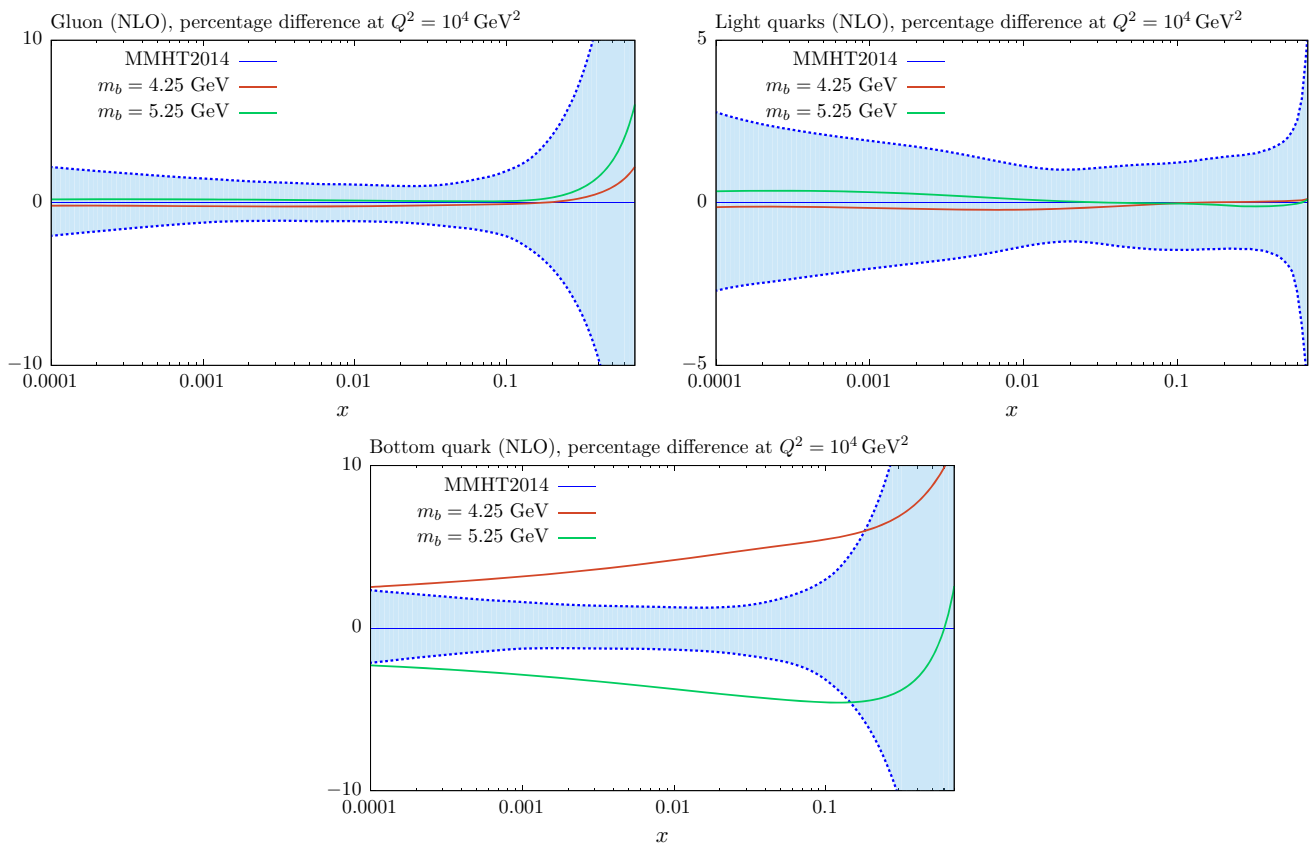 Gluon (NLO), percentage difference at $Q^2 = 10^4\,\mathrm{GeV}^2$
10
MMHT2014
$m_b = 4.25$ GeV
$m_b = 5.25$ GeV
0
−10
0.0001 0.001 0.01 0.1
$x$
Light quarks (NLO), percentage difference at $Q^2 = 10^4\,\mathrm{GeV}^2$
5
MMHT2014
$m_b = 4.25$ GeV
$m_b = 5.25$ GeV
0
−5
0.0001 0.001 0.01 0.1
$x$
Bottom quark (NLO), percentage difference at $Q^2 = 10^4\,\mathrm{GeV}^2$
10
MMHT2014
$m_b = 4.25$ GeV
$m_b = 5.25$ GeV
0
−10
0.0001 0.001 0.01 0.1
$x$